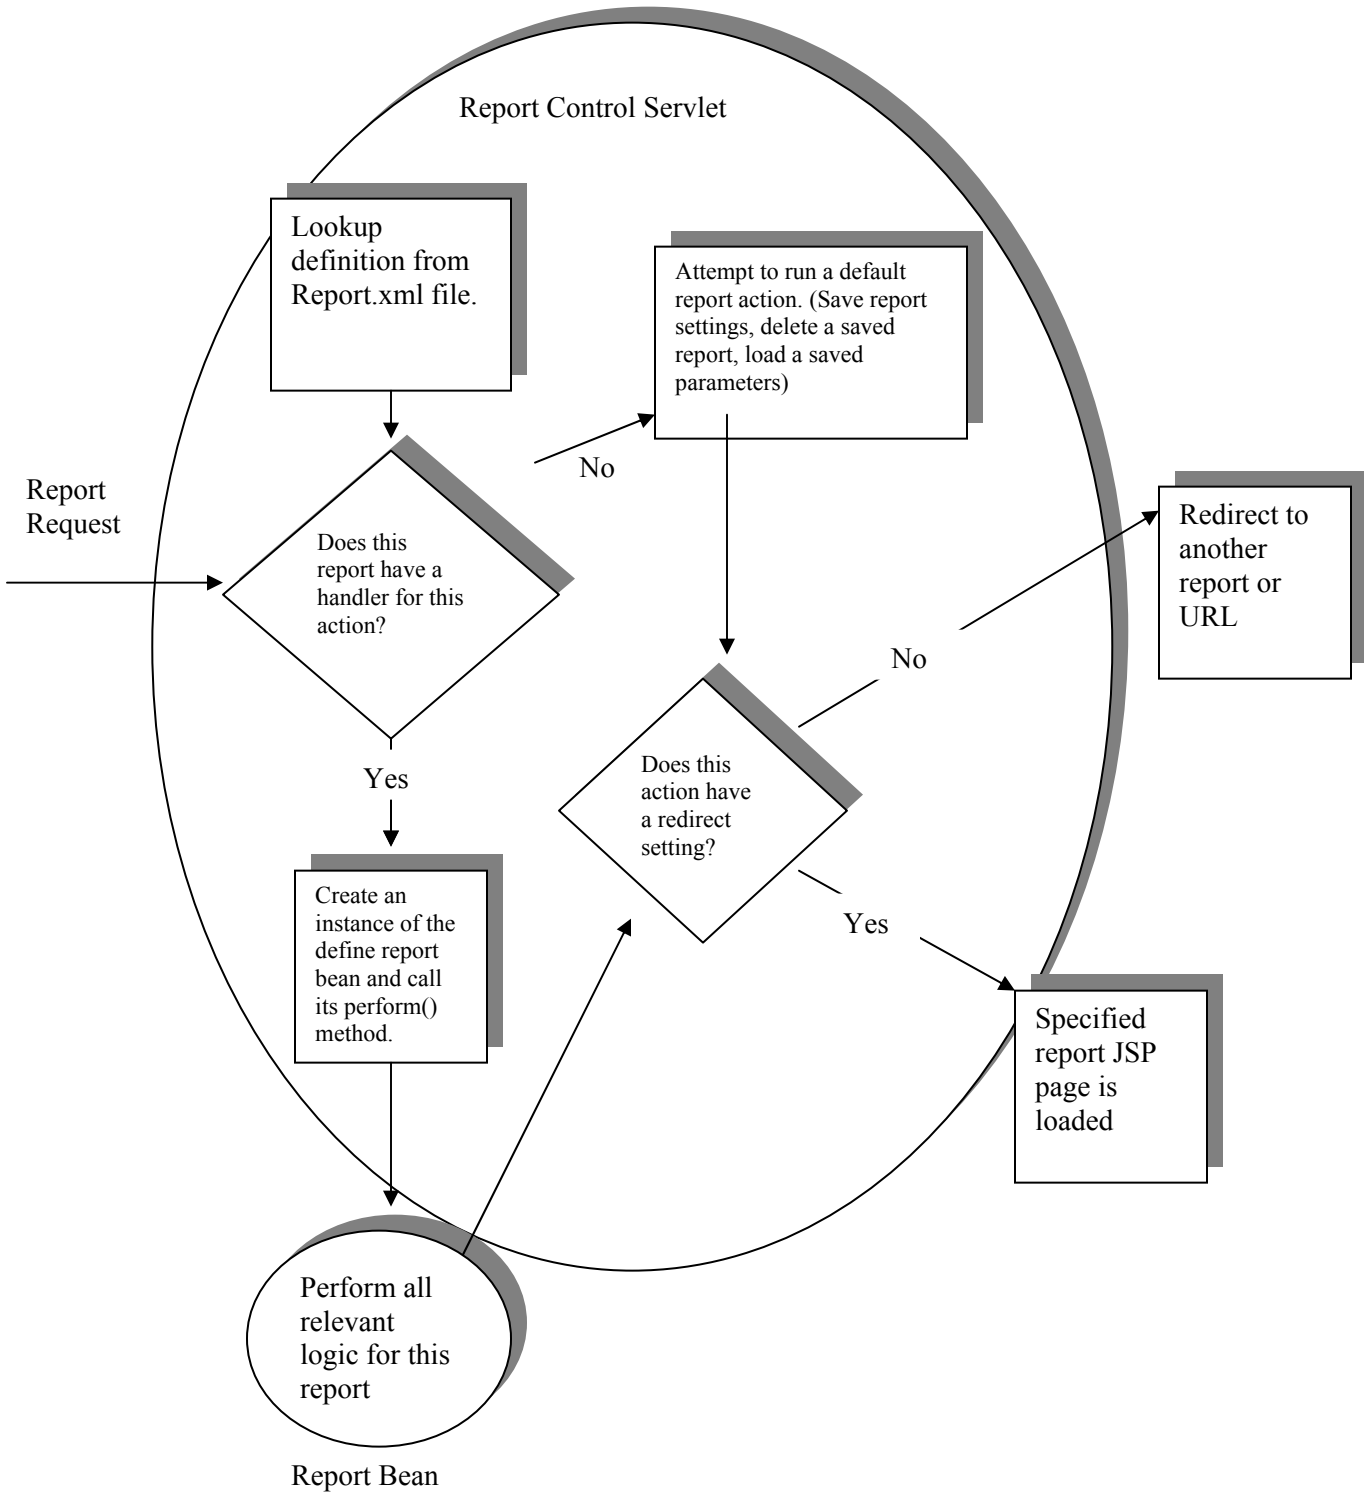 Report Control Servlet
Lookup
definition from
Report.xml file.
Attempt to run a default
report action. (Save report
settings, delete a saved
report, load a saved
parameters)
No
Report
Request
Does this
report have a
handler for this
action?
Redirect to
another
report or
URL
No
Yes
Does this
action have
a redirect
setting?
Create an
instance of the
define report
bean and call
its perform()
method.
Yes
Specified
report JSP
page is
loaded
Perform all
relevant
logic for this
report
Report Bean